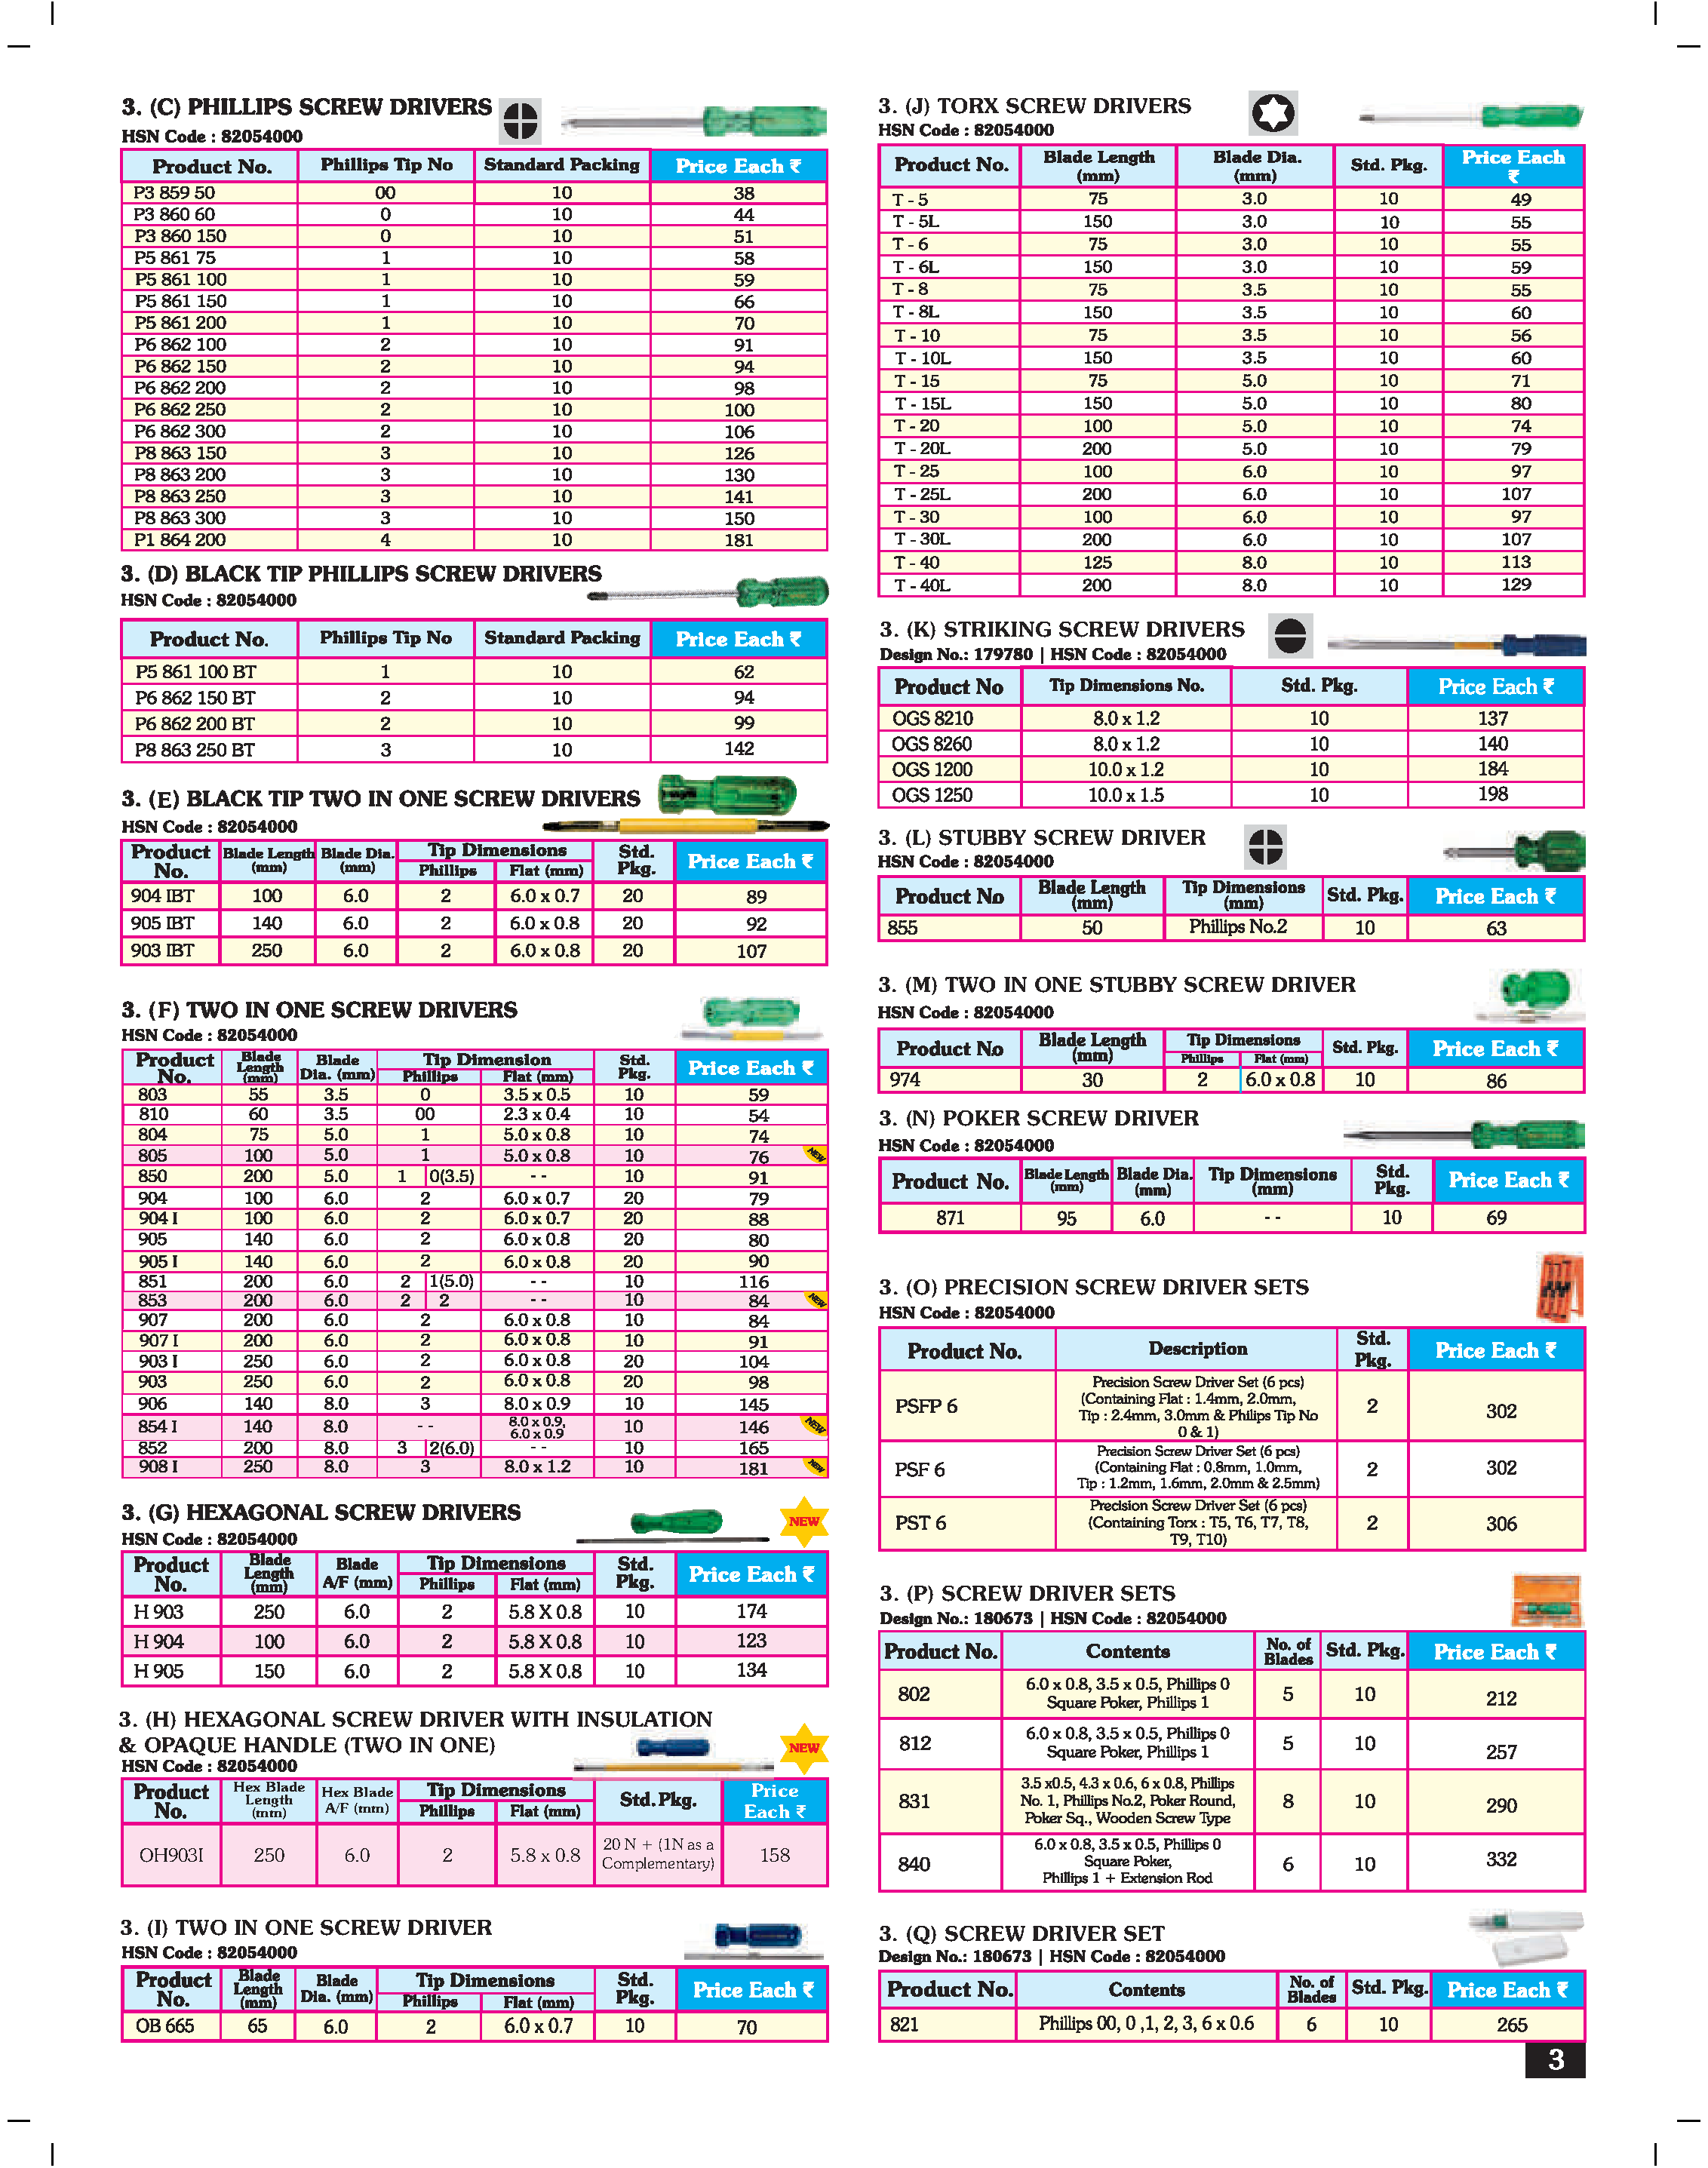 3. (C) PHILLIPS SCREW DRIVERS
HSN Code : 82054000
Product No. Phillips Tip No Standard Packing Price Each ₹
P3 859 50 00 10 38
P3 860 60 0 10 44
P3 860 150 0 10 51
P5 861 75 1 10 58
P5 861 100 1 10 59
P5 861 150 1 10 66
P5 861 200 1 10 70
P6 862 100 2 10 91
P6 862 150 2 10 94
P6 862 200 2 10 98
P6 862 250 2 10 100
P6 862 300 2 10 106
P8 863 150 3 10 126
P8 863 200 3 10 130
P8 863 250 3 10 141
P8 863 300 3 10 150
P1 864 200 4 10 181
3. (D) BLACK TIP PHILLIPS SCREW DRIVERS
HSN Code : 82054000
Product No. Phillips Tip No Standard Packing Price Each ₹
P5 861 100 BT 1 10 62
P6 862 150 BT 2 10 94
P6 862 200 BT 2 10 99
P8 863 250 BT 3 10 142
3. (E) BLACK TIP TWO IN ONE SCREW DRIVERS
HSN Code : 82054000
Product No. Blade Length (mm) Blade Dia. (mm) Tip Dimensions Phillips Flat (mm) Std. Pkg. Price Each ₹
904 IBT 100 6.0 2 6.0 x 0.7 20 89
905 IBT 140 6.0 2 6.0 x 0.8 20 92
903 IBT 250 6.0 2 6.0 x 0.8 20 107
3. (F) TWO IN ONE SCREW DRIVERS
HSN Code : 82054000
Product No. Blade Length (mm) Blade Dia. (mm) Tip Dimension Phillips Flat (mm) Std. Pkg. Price Each ₹
803 55 3.5 0 3.5 x 0.5 10 59
810 60 3.5 00 2.3 x 0.4 10 54
804 75 5.0 1 5.0 x 0.8 10 74
805 100 5.0 1 5.0 x 0.8 10 76 NEW
850 200 5.0 1 0(3.5) - - 10 91
904 100 6.0 2 6.0 x 0.7 20 79
904 I 100 6.0 2 6.0 x 0.7 20 88
905 140 6.0 2 6.0 x 0.8 20 80
905 I 140 6.0 2 6.0 x 0.8 20 90
851 200 6.0 2 1(5.0) - - 10 116
853 200 6.0 2 2 - - 10 84 NEW
907 200 6.0 2 6.0 x 0.8 10 84
907 I 200 6.0 2 6.0 x 0.8 10 91
903 I 250 6.0 2 6.0 x 0.8 20 104
903 250 6.0 2 6.0 x 0.8 20 98
906 140 8.0 3 8.0 x 0.9 10 145
854 I 140 8.0 - - 8.0 x 0.9, 6.0 x 0.9 10 146 NEW
852 200 8.0 3 2(6.0) - - 10 165
908 I 250 8.0 3 8.0 x 1.2 10 181 NEW
3. (G) HEXAGONAL SCREW DRIVERS
NEW
HSN Code : 82054000
Product No. Blade Length (mm) Blade A/F (mm) Tip Dimensions Phillips Flat (mm) Std. Pkg. Price Each ₹
H 903 250 6.0 2 5.8 X 0.8 10 174
H 904 100 6.0 2 5.8 X 0.8 10 123
H 905 150 6.0 2 5.8 X 0.8 10 134
3. (H) HEXAGONAL SCREW DRIVER WITH INSULATION
& OPAQUE HANDLE (TWO IN ONE)
NEW
HSN Code : 82054000
Product No. Hex Blade Length (mm) Hex Blade A/F (mm) Tip Dimensions Phillips Flat (mm) Std.Pkg. Price Each ₹
OH903I 250 6.0 2 5.8 x 0.8 20 N + (1N as a Complementary) 158
3. (I) TWO IN ONE SCREW DRIVER
HSN Code : 82054000
Product No. Blade Length (mm) Blade Dia. (mm) Tip Dimensions Phillips Flat (mm) Std. Pkg. Price Each ₹
OB 665 65 6.0 2 6.0 x 0.7 10 70
3. (J) TORX SCREW DRIVERS
HSN Code : 82054000
Product No. Blade Length (mm) Blade Dia. (mm) Std. Pkg. Price Each ₹
T - 5 75 3.0 10 49
T - 5L 150 3.0 10 55
T - 6 75 3.0 10 55
T - 6L 150 3.0 10 59
T - 8 75 3.5 10 55
T - 8L 150 3.5 10 60
T - 10 75 3.5 10 56
T - 10L 150 3.5 10 60
T - 15 75 5.0 10 71
T - 15L 150 5.0 10 80
T - 20 100 5.0 10 74
T - 20L 200 5.0 10 79
T - 25 100 6.0 10 97
T - 25L 200 6.0 10 107
T - 30 100 6.0 10 97
T - 30L 200 6.0 10 107
T - 40 125 8.0 10 113
T - 40L 200 8.0 10 129
3. (K) STRIKING SCREW DRIVERS
Design No.: 179780 | HSN Code : 82054000
Product No Tip Dimensions No. Std. Pkg. Price Each ₹
OGS 8210 8.0 x 1.2 10 137
OGS 8260 8.0 x 1.2 10 140
OGS 1200 10.0 x 1.2 10 184
OGS 1250 10.0 x 1.5 10 198
3. (L) STUBBY SCREW DRIVER
HSN Code : 82054000
Product No Blade Length (mm) Tip Dimensions (mm) Std. Pkg. Price Each ₹
855 50 Phillips No.2 10 63
3. (M) TWO IN ONE STUBBY SCREW DRIVER
HSN Code : 82054000
Product No Blade Length (mm) Tip Dimensions Phillips Flat (mm) Std. Pkg. Price Each ₹
974 30 2 6.0 x 0.8 10 86
3. (N) POKER SCREW DRIVER
HSN Code : 82054000
Product No. Blade Length (mm) Blade Dia. (mm) Tip Dimensions (mm) Std. Pkg. Price Each ₹
871 95 6.0 - - 10 69
3. (O) PRECISION SCREW DRIVER SETS
HSN Code : 82054000
Product No. Description Std. Pkg. Price Each ₹
PSFP 6 Precision Screw Driver Set (6 pcs)
(Containing Flat : 1.4mm, 2.0mm,
Tip : 2.4mm, 3.0mm & Philips Tip No
0 & 1) 2 302
PSF 6 Precision Screw Driver Set (6 pcs)
(Containing Flat : 0.8mm, 1.0mm,
Tip : 1.2mm, 1.6mm, 2.0mm & 2.5mm) 2 302
PST 6 Precision Screw Driver Set (6 pcs)
(Containing Torx : T5, T6, T7, T8,
T9, T10) 2 306
3. (P) SCREW DRIVER SETS
Design No.: 180673 | HSN Code : 82054000
Product No. Contents No. of Blades Std. Pkg. Price Each ₹
802 6.0 x 0.8, 3.5 x 0.5, Phillips 0
Square Poker, Phillips 1 5 10 212
812 6.0 x 0.8, 3.5 x 0.5, Phillips 0
Square Poker, Phillips 1 5 10 257
831 3.5 x0.5, 4.3 x 0.6, 6 x 0.8, Phillips
No. 1, Phillips No.2, Poker Round,
Poker Sq., Wooden Screw Type 8 10 290
840 6.0 x 0.8, 3.5 x 0.5, Phillips 0
Square Poker,
Phillips 1 + Extension Rod 6 10 332
3. (Q) SCREW DRIVER SET
Design No.: 180673 | HSN Code : 82054000
Product No. Contents No. of Blades Std. Pkg. Price Each ₹
821 Phillips 00, 0 ,1, 2, 3, 6 x 0.6 6 10 265
3